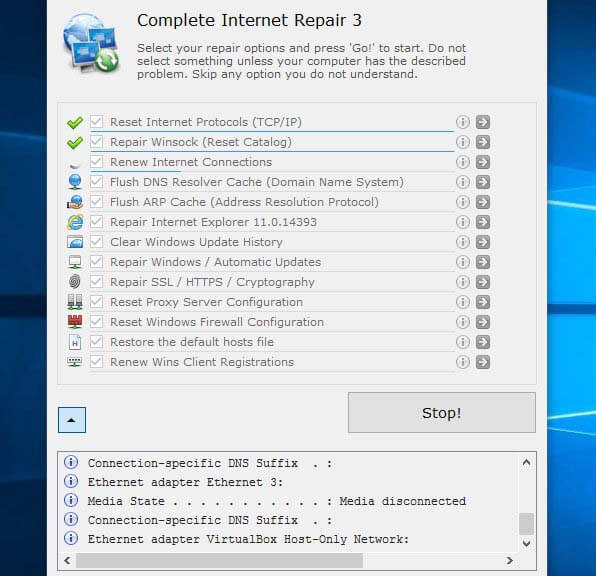 Complete Internet Repair 3
Select your repair options and press 'Go!' to start. Do not
select something unless your computer has the described
problem. Skip any option you do not understand.
Reset Internet Protocols (TCP/IP)
Repair Winsock (Reset Catalog)
Renew Internet Connections
Flush DNS Resolver Cache (Domain Name System)
Flush ARP Cache (Address Resolution Protocol)
Repair Internet Explorer 11.0.14393
Clear Windows Update History
Repair Windows / Automatic Updates
Repair SSL / HTTPS / Cryptography
Reset Proxy Server Configuration
Reset Windows Firewall Configuration
Restore the default hosts file
Renew Wins Client Registrations
Stop!
Connection-specific DNS Suffix  . :
Ethernet adapter Ethernet 3:
Media State . . . . . . . . . . . : Media disconnected
Connection-specific DNS Suffix  . :
Ethernet adapter VirtualBox Host-Only Network: